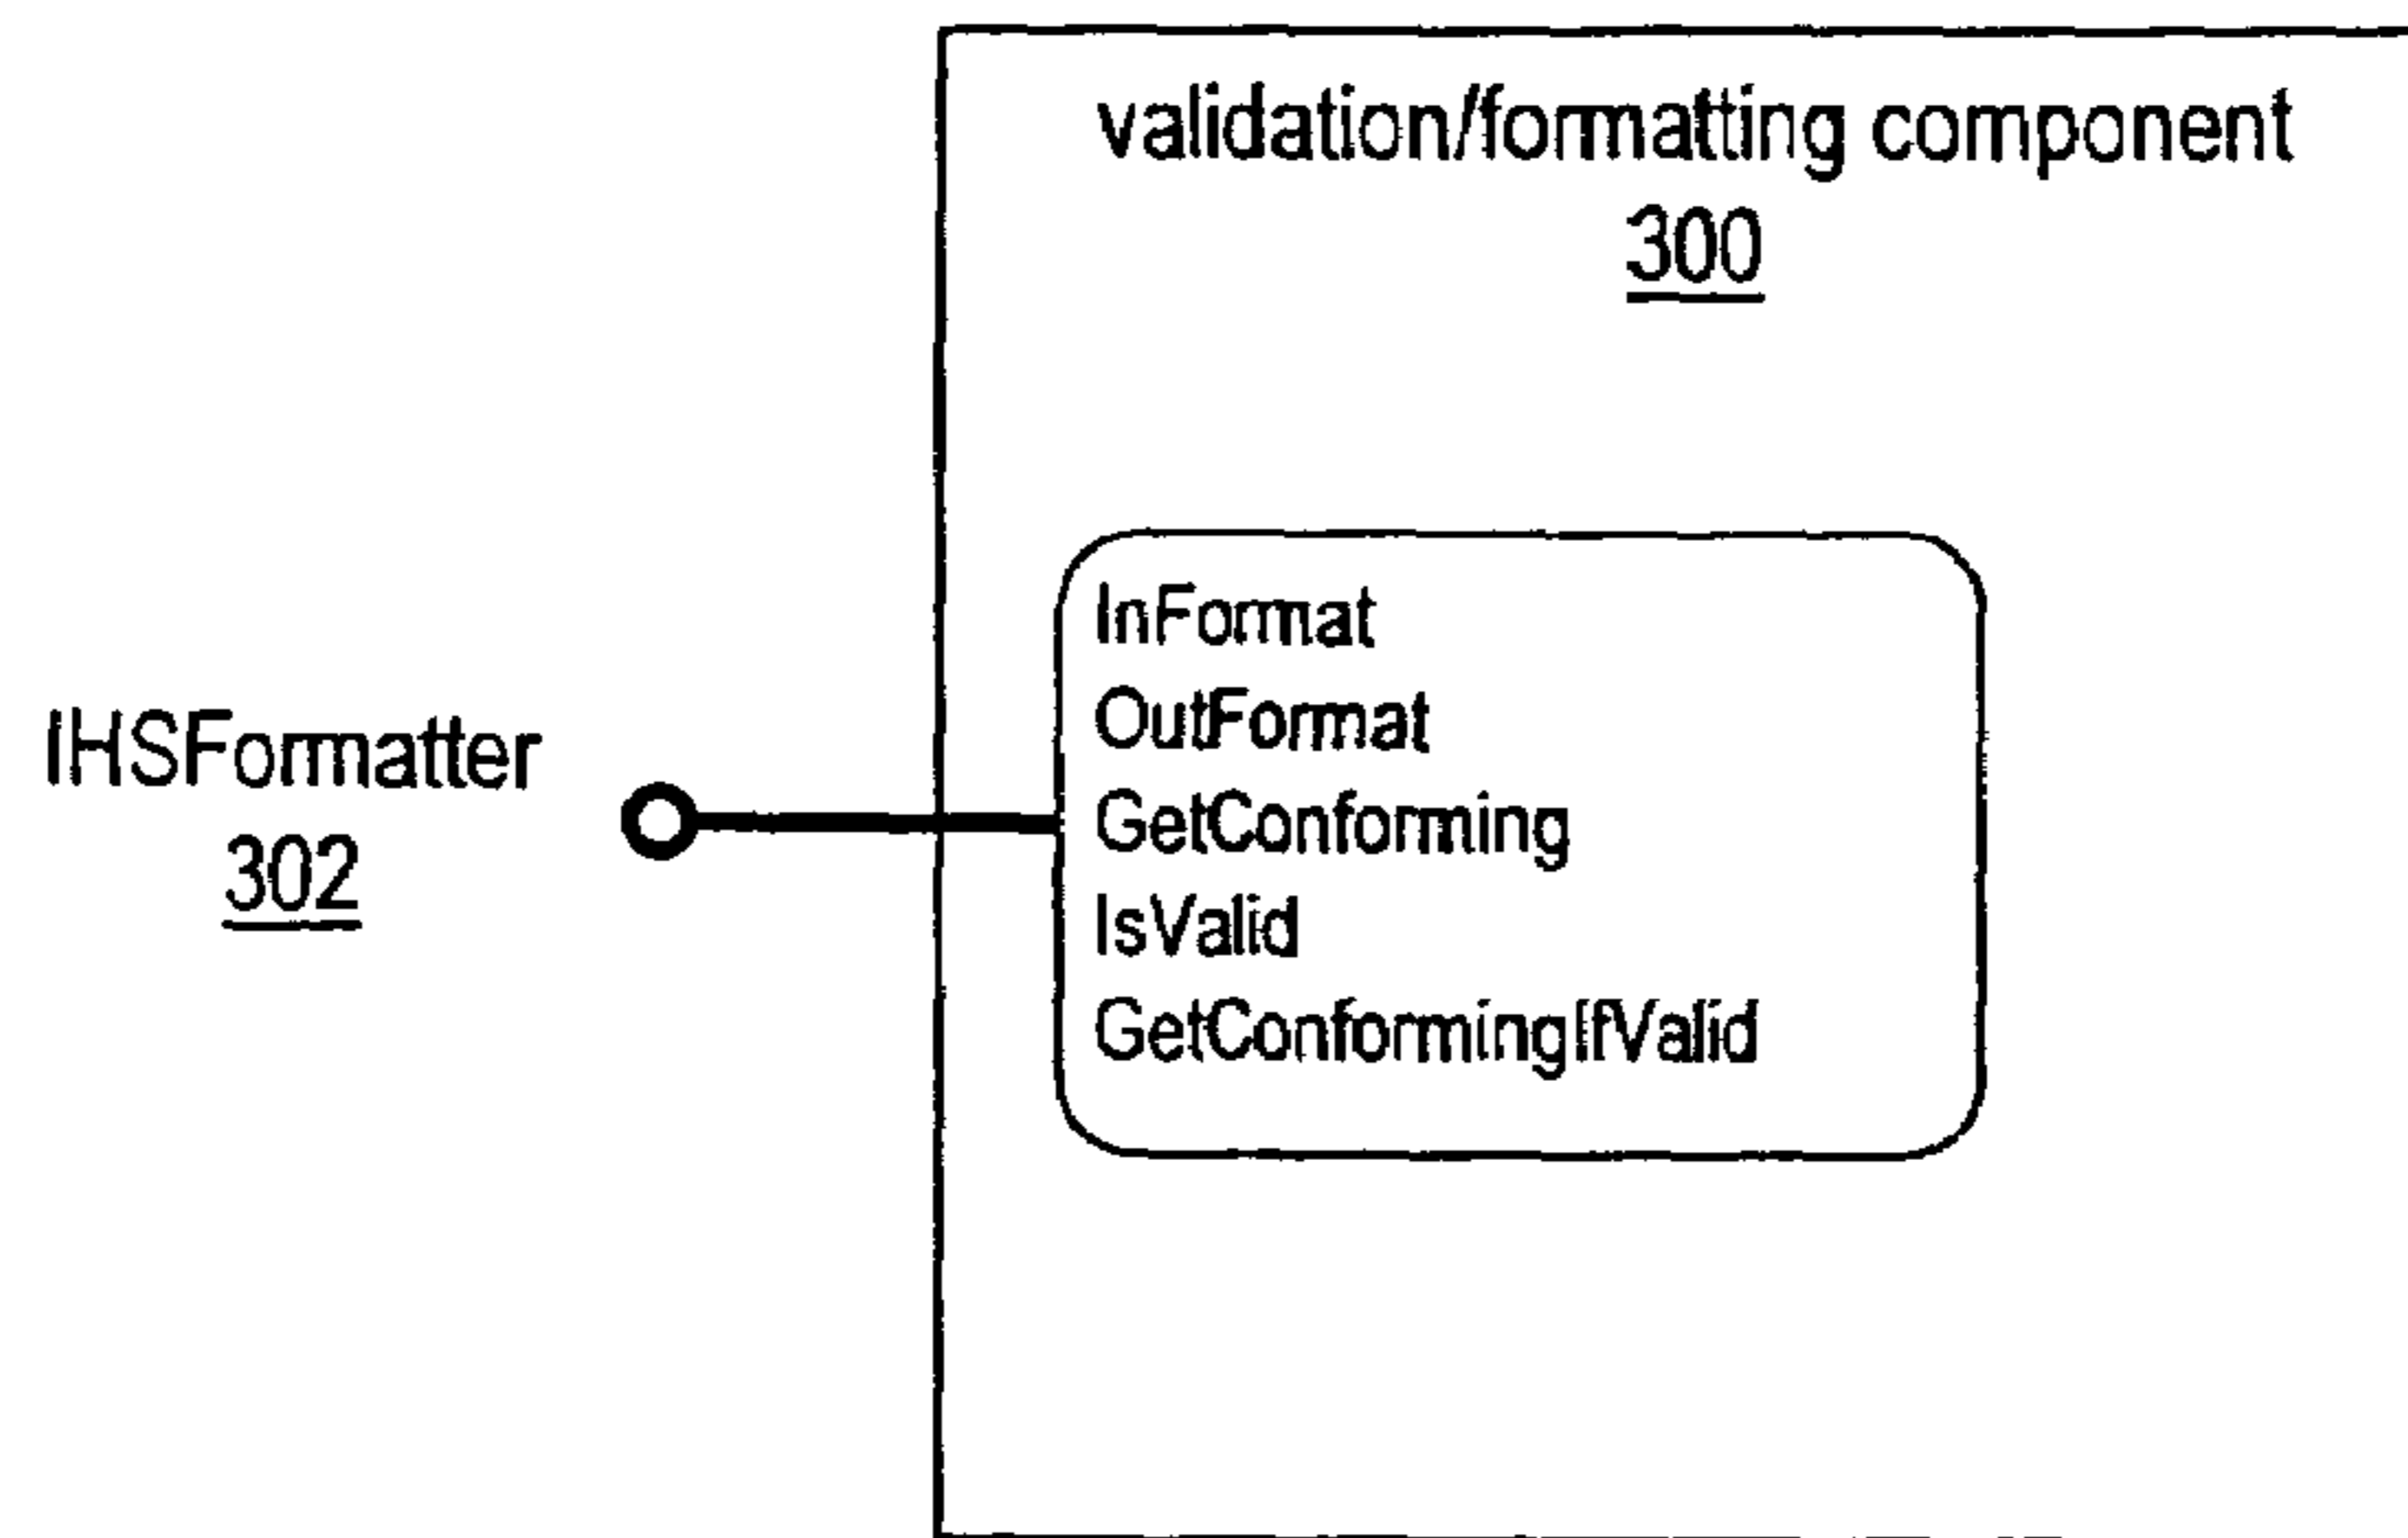 validation/formatting component
300
InFormat
OutFormat
GetConforming
IsValid
GetConformingIfValid
IHSFormatter
302